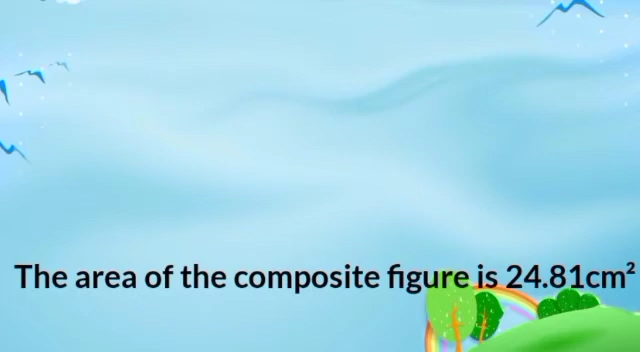 The area of the composite figure is 24.81cm²